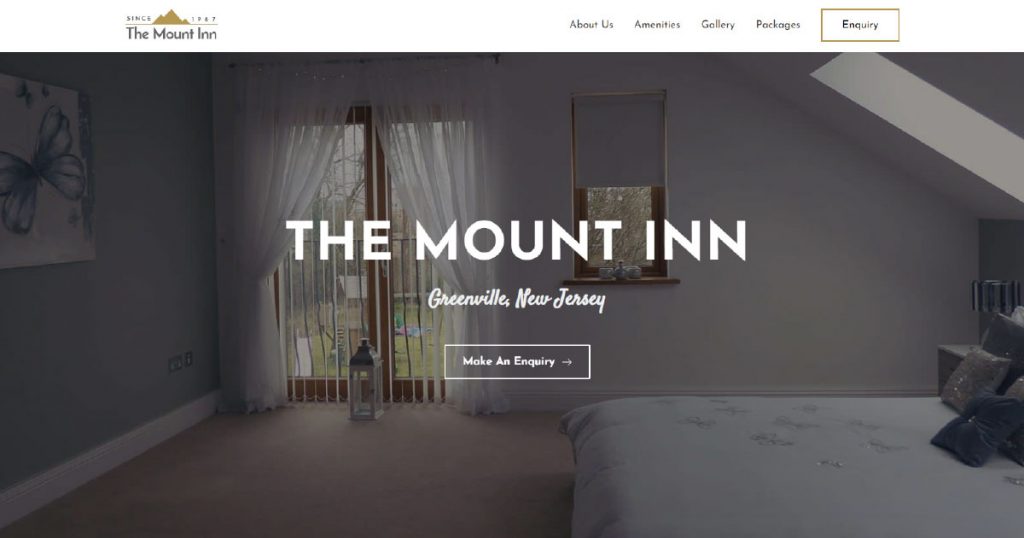 SINCE 1967
The Mount Inn
About Us
Amenities
Gallery
Packages
Enquiry
THE MOUNT INN
Greenville, New Jersey
Make An Enquiry →